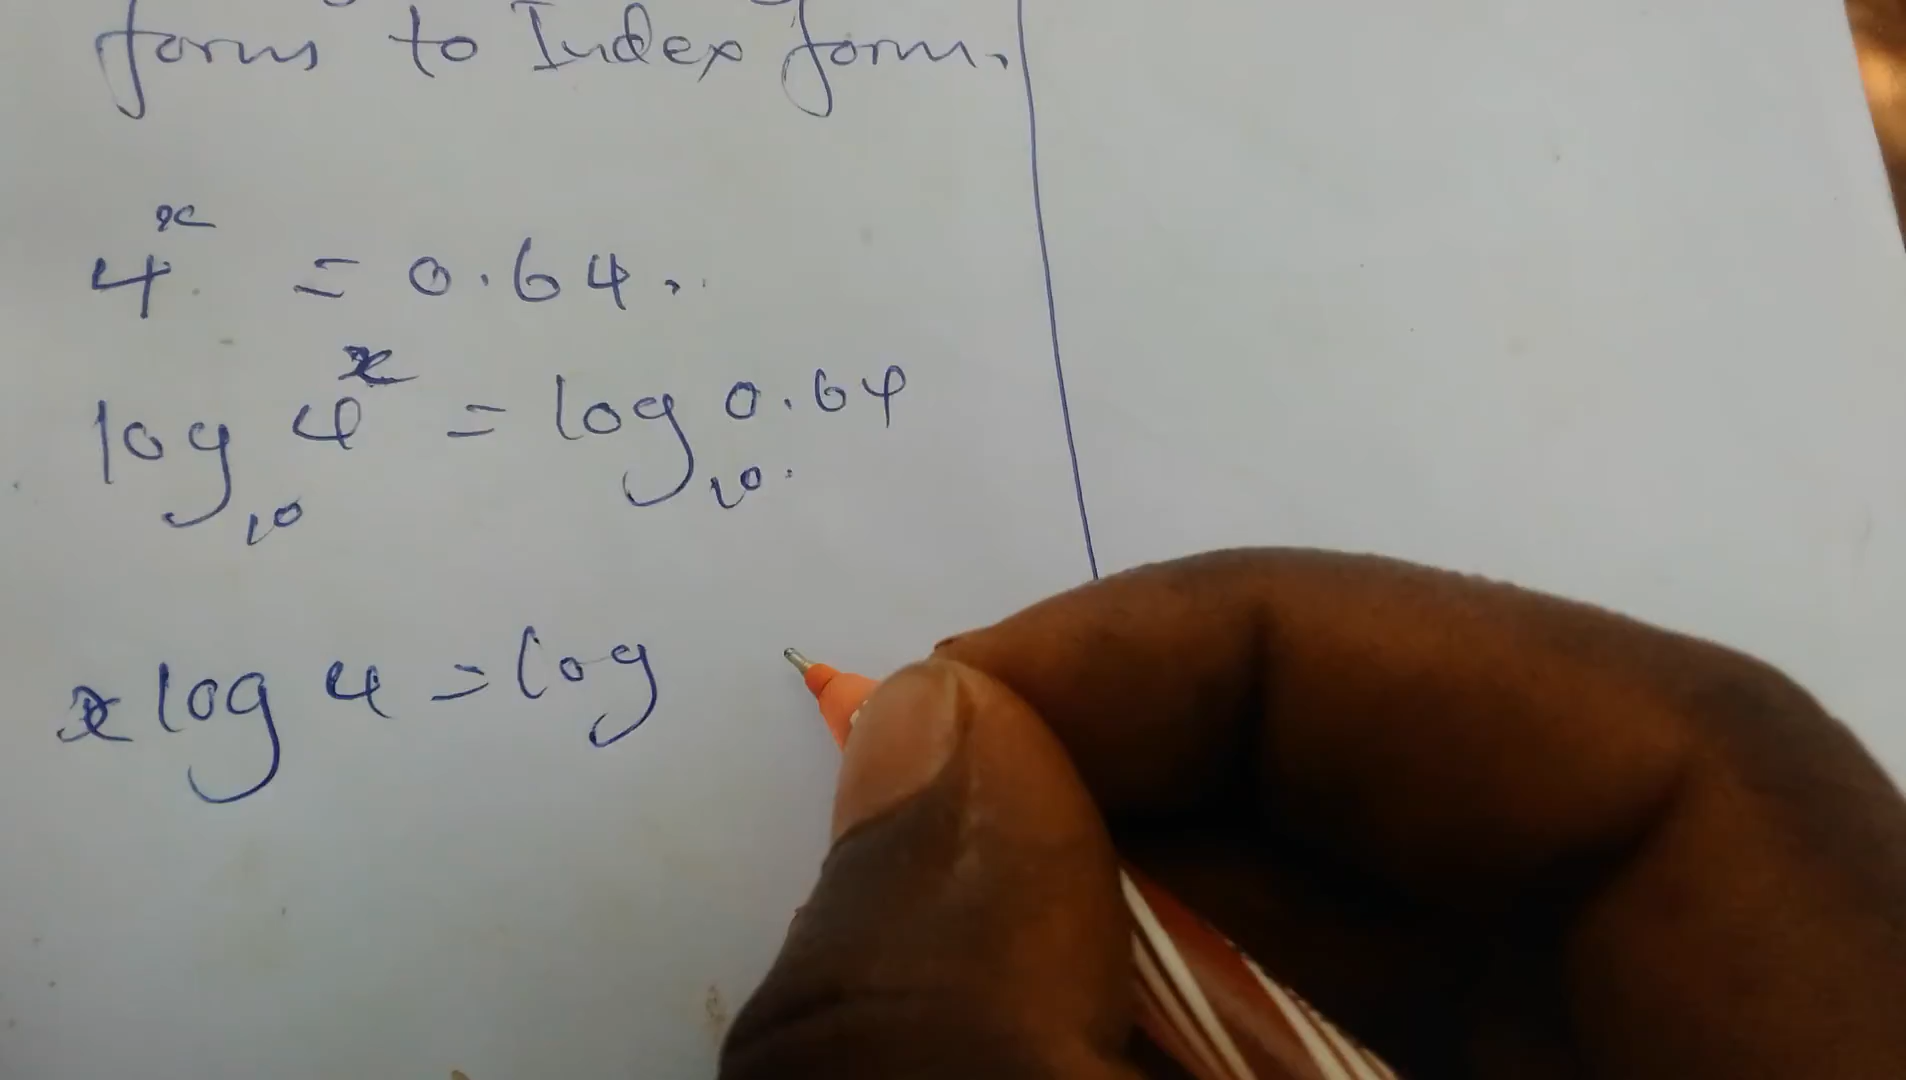 form to Index form.
4^x = 0.64.
log₁₀ 4^x = log₁₀ 0.64
x log 4 = log